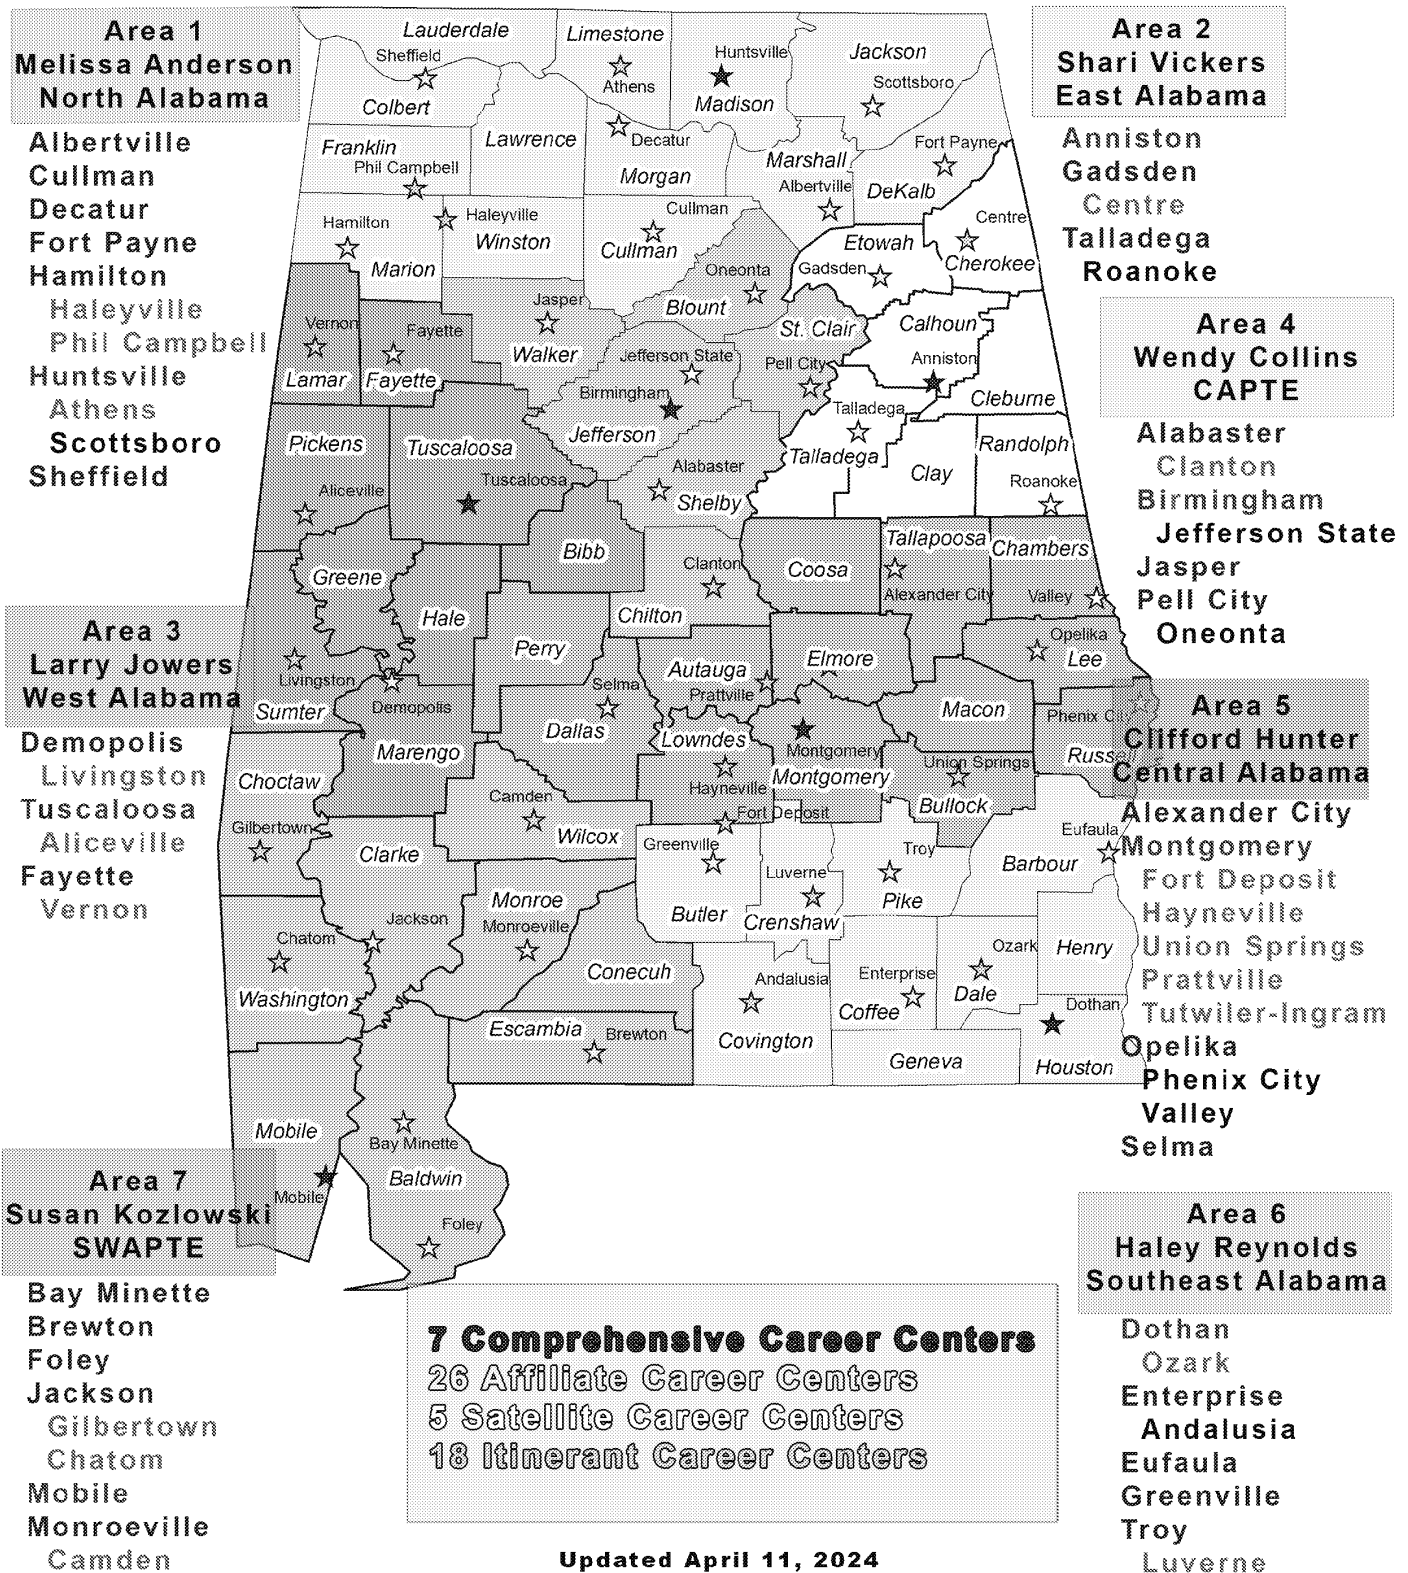 Area 1
Melissa Anderson
North Alabama
Albertville
Cullman
Decatur
Fort Payne
Hamilton
Haleyville
Phil Campbell
Huntsville
Athens
Scottsboro
Sheffield
Area 3
Larry Jowers
West Alabama
Demopolis
Livingston
Tuscaloosa
Aliceville
Fayette
Vernon
Area 7
Susan Kozlowski
SWAPTE
Bay Minette
Brewton
Foley
Jackson
Gilbertown
Chatom
Mobile
Monroeville
Camden
Lauderdale
Sheffield
Colbert
Limestone
Athens
Huntsville
Madison
Jackson
Scottsboro
Franklin
Phil Campbell
Lawrence
Decatur
Morgan
Marshall
Albertville
Fort Payne
DeKalb
Hamilton
Marion
Haleyville
Winston
Cullman
Cullman
Etowah
Gadsden
Centre
Cherokee
Oneonta
Blount
Vernon
Lamar
Fayette
Fayette
Jasper
Walker
Jefferson State
Birmingham
Jefferson
St. Clair
Pell City
Calhoun
Anniston
Cleburne
Pickens
Aliceville
Tuscaloosa
Tuscaloosa
Alabaster
Shelby
Talladega
Talladega
Clay
Randolph
Roanoke
Greene
Hale
Bibb
Clanton
Chilton
Coosa
Tallapoosa
Alexander City
Chambers
Valley
Livingston
Sumter
Demopolis
Marengo
Perry
Selma
Dallas
Autauga
Prattville
Elmore
Opelika
Lee
Macon
Phenix City
Russell
Choctaw
Gilbertown
Clarke
Camden
Wilcox
Lowndes
Hayneville
Fort Deposit
Montgomery
Montgomery
Union Springs
Bullock
Greenville
Butler
Luverne
Crenshaw
Troy
Pike
Eufaula
Barbour
Chatom
Washington
Jackson
Monroe
Monroeville
Conecuh
Escambia
Brewton
Andalusia
Covington
Enterprise
Coffee
Ozark
Dale
Henry
Geneva
Dothan
Houston
Mobile
Mobile
Bay Minette
Baldwin
Foley
Area 2
Shari Vickers
East Alabama
Anniston
Gadsden
Centre
Talladega
Roanoke
Area 4
Wendy Collins
CAPTE
Alabaster
Clanton
Birmingham
Jefferson State
Jasper
Pell City
Oneonta
Area 5
Clifford Hunter
Central Alabama
Alexander City
Montgomery
Fort Deposit
Hayneville
Union Springs
Prattville
Tutwiler-Ingram
Opelika
Phenix City
Valley
Selma
Area 6
Haley Reynolds
Southeast Alabama
Dothan
Ozark
Enterprise
Andalusia
Eufaula
Greenville
Troy
Luverne
7 Comprehensive Career Centers
26 Affiliate Career Centers
5 Satellite Career Centers
18 Itinerant Career Centers
Updated April 11, 2024